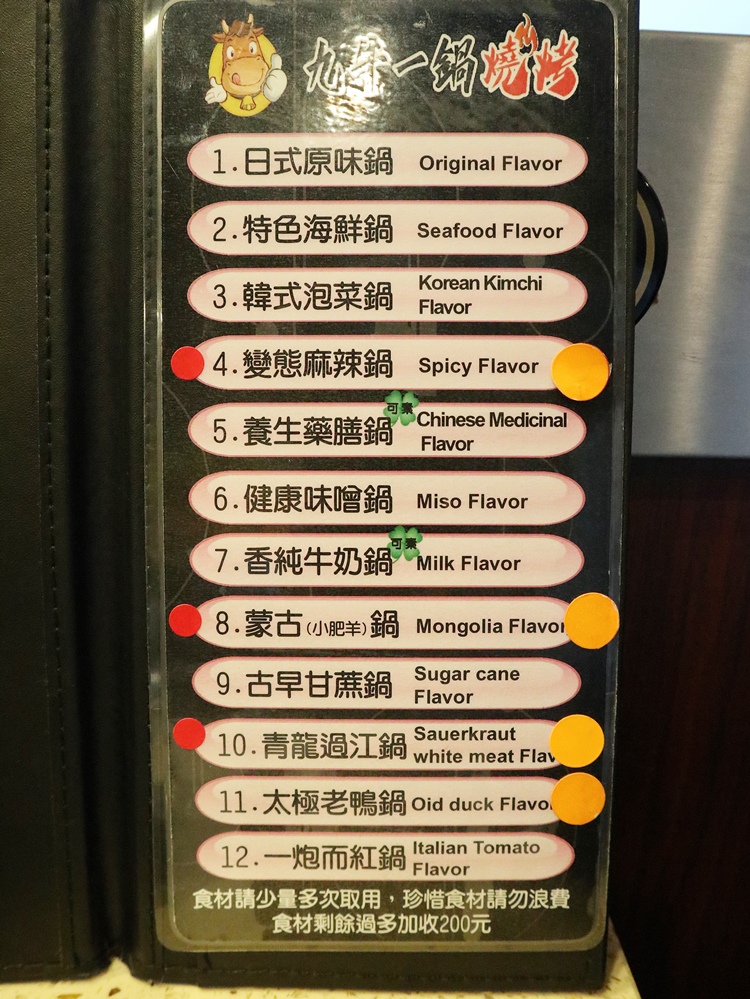 九牛一鍋燒烤
1.日式原味鍋 Original Flavor
2.特色海鮮鍋 Seafood Flavor
3.韓式泡菜鍋 Korean Kimchi
Flavor
4.變態麻辣鍋 Spicy Flavor
可素
5.養生藥膳鍋 Chinese Medicinal
Flavor
6.健康味噌鍋 Miso Flavor
可素
7.香純牛奶鍋 Milk Flavor
8.蒙古(小肥羊)鍋 Mongolia Flavor
9.古早甘蔗鍋 Sugar cane
Flavor
10.青龍過江鍋 Sauerkraut
white meat Flav
11.太極老鴨鍋 Oid duck Flavo
12.一炮而紅鍋 Italian Tomato
Flavor
食材請少量多次取用，珍惜食材請勿浪費
食材剩餘過多加收200元